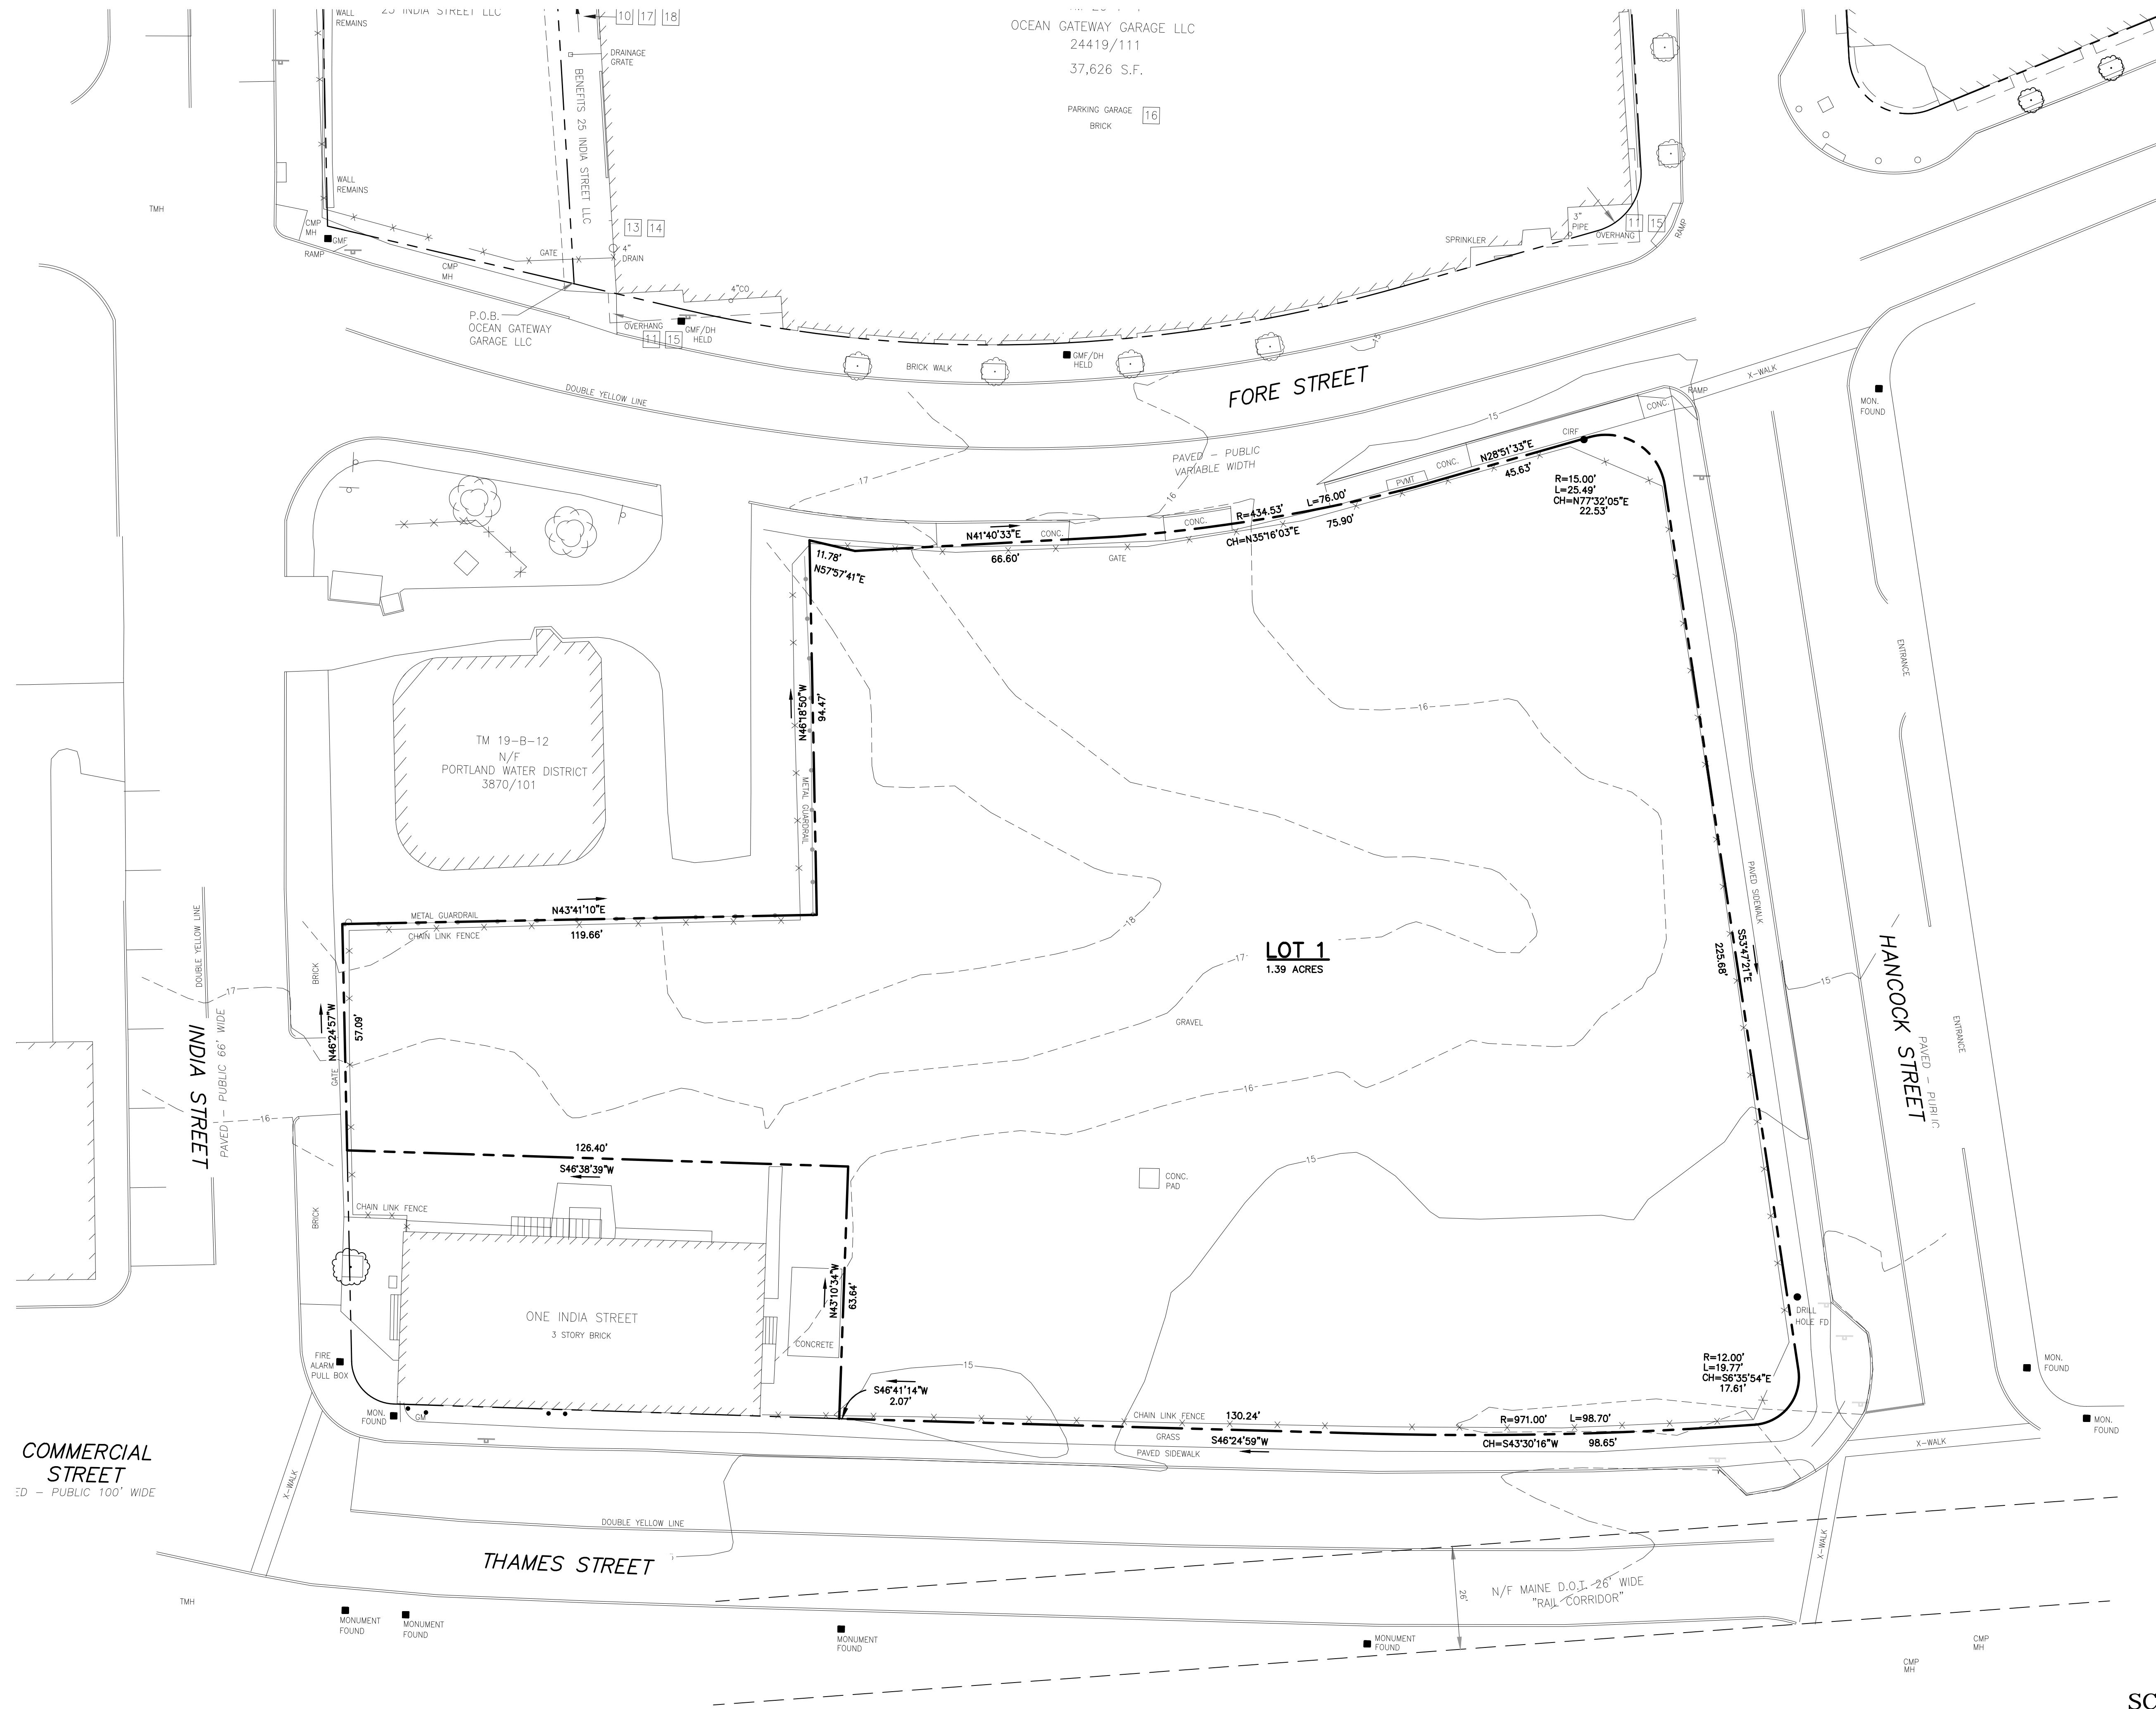 WALL
REMAINS
25 INDIA STREET LLC
10 17 18
DRAINAGE
GRATE
BENEFITS 25 INDIA STREET LLC
OCEAN GATEWAY GARAGE LLC
24419/111
37,626 S.F.
PARKING GARAGE
BRICK
16
TMH
WALL
REMAINS
CMP
MH
GMF
RAMP
CMP
MH
GATE
13 14
4"
DRAIN
4"CO
P.O.B.
OCEAN GATEWAY
GARAGE LLC
OVERHANG
11 15
GMF/DH
HELD
GMF/DH
HELD
BRICK WALK
SPRINKLER
3"
PIPE
OVERHANG
11 15
RAMP
15
DOUBLE YELLOW LINE
FORE STREET
PAVED - PUBLIC
VARIABLE WIDTH
X-WALK
RAMP
MON.
FOUND
17
16
15
CONC.
CIRF
N28°51'33"E
45.63'
CONC.
PVMT
R=15.00'
L=25.49'
CH=N77°32'05"E
22.53'
L=76.00'
R=434.53'
CH=N35°16'03"E
75.90'
CONC.
CONC.
N41°40'33"E
66.60'
GATE
11.78'
N57°57'41"E
N46°18'50"W
94.47'
METAL GUARDRAIL
16
ENTRANCE
TM 19-B-12
N/F
PORTLAND WATER DISTRICT
3870/101
METAL GUARDRAIL
CHAIN LINK FENCE
N43°41'10"E
119.66'
18
17
LOT 1
1.39 ACRES
GRAVEL
PAVED SIDEWALK
S53°47'21"E
225.68'
15
HANCOCK STREET
PAVED - PUBLIC
ENTRANCE
DOUBLE YELLOW LINE
17
INDIA STREET
PAVED - PUBLIC 66' WIDE
16
BRICK
N46°24'57"W
57.09'
GATE
16
126.40'
S46°38'39"W
CONC.
PAD
15
BRICK
CHAIN LINK FENCE
ONE INDIA STREET
3 STORY BRICK
CONCRETE
N43°10'34"W
63.64'
FIRE
ALARM
PULL BOX
MON.
FOUND
GM
15
S46°41'14"W
2.07'
DRILL
HOLE FD
R=12.00'
L=19.77'
CH=S6°35'54"E
17.61'
MON.
FOUND
MON.
FOUND
CHAIN LINK FENCE
130.24'
GRASS
S46°24'59"W
PAVED SIDEWALK
R=971.00'
L=98.70'
CH=S43°30'16"W
98.65'
X-WALK
COMMERCIAL
STREET
ED - PUBLIC 100' WIDE
X-WALK
DOUBLE YELLOW LINE
THAMES STREET
X-WALK
26'
N/F MAINE D.O.T. 26' WIDE
"RAIL CORRIDOR"
TMH
MONUMENT
FOUND
MONUMENT
FOUND
MONUMENT
FOUND
MONUMENT
FOUND
CMP
MH
CMP
MH
SC